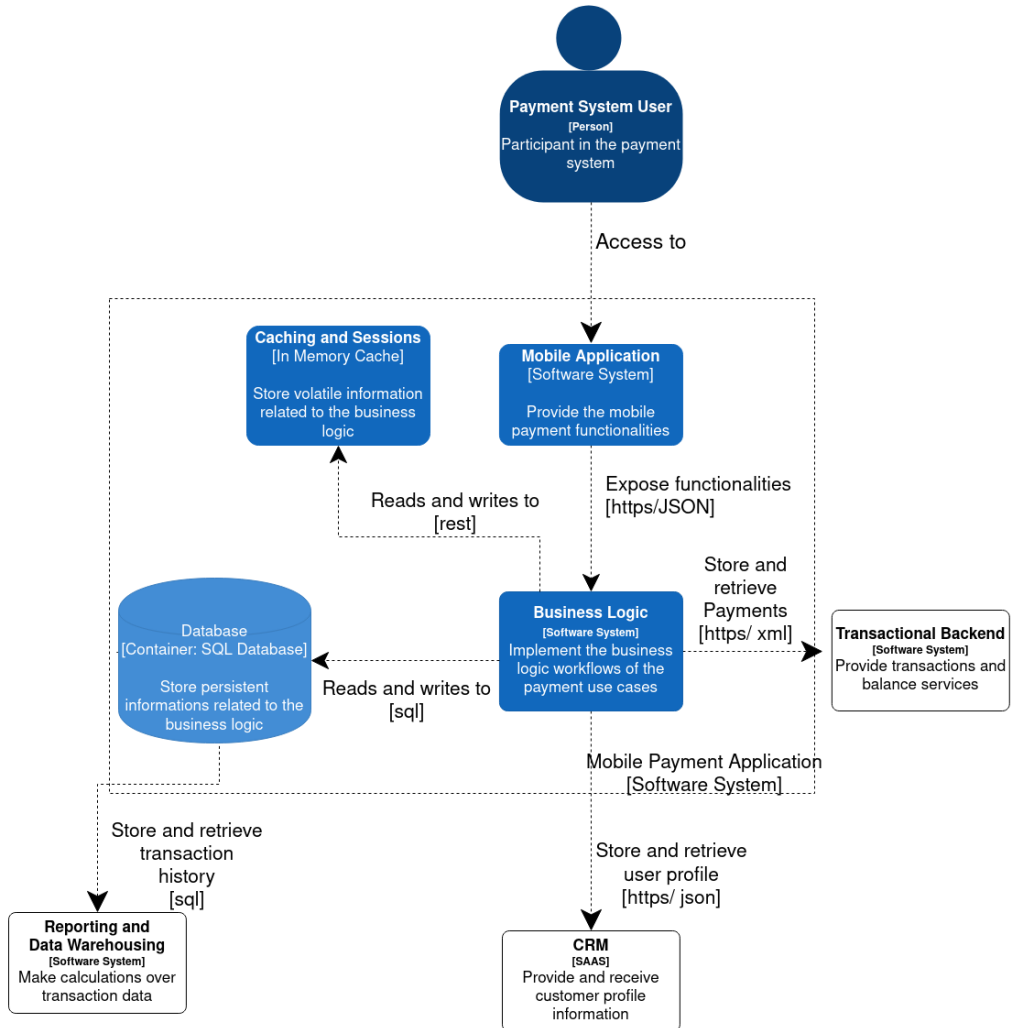 Payment System User
[Person]
Participant in the payment
system
Access to
Caching and Sessions
[In Memory Cache]
Store volatile information
related to the business
logic
Mobile Application
[Software System]
Provide the mobile
payment functionalities
Expose functionalities
[https/JSON]
Reads and writes to
[rest]
Store and
retrieve
Payments
[https/ xml]
Database
[Container: SQL Database]
Store persistent
informations related to the
business logic
Reads and writes to
[sql]
Business Logic
[Software System]
Implement the business
logic workflows of the
payment use cases
Transactional Backend
[Software System]
Provide transactions and
balance services
Mobile Payment Application
[Software System]
Store and retrieve
transaction
history
[sql]
Store and retrieve
user profile
[https/ json]
Reporting and
Data Warehousing
[Software System]
Make calculations over
transaction data
CRM
[SAAS]
Provide and receive
customer profile
information